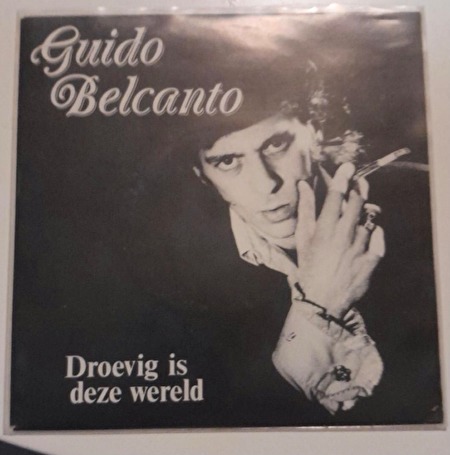 Guido
Belcanto
Droevig is
deze wereld